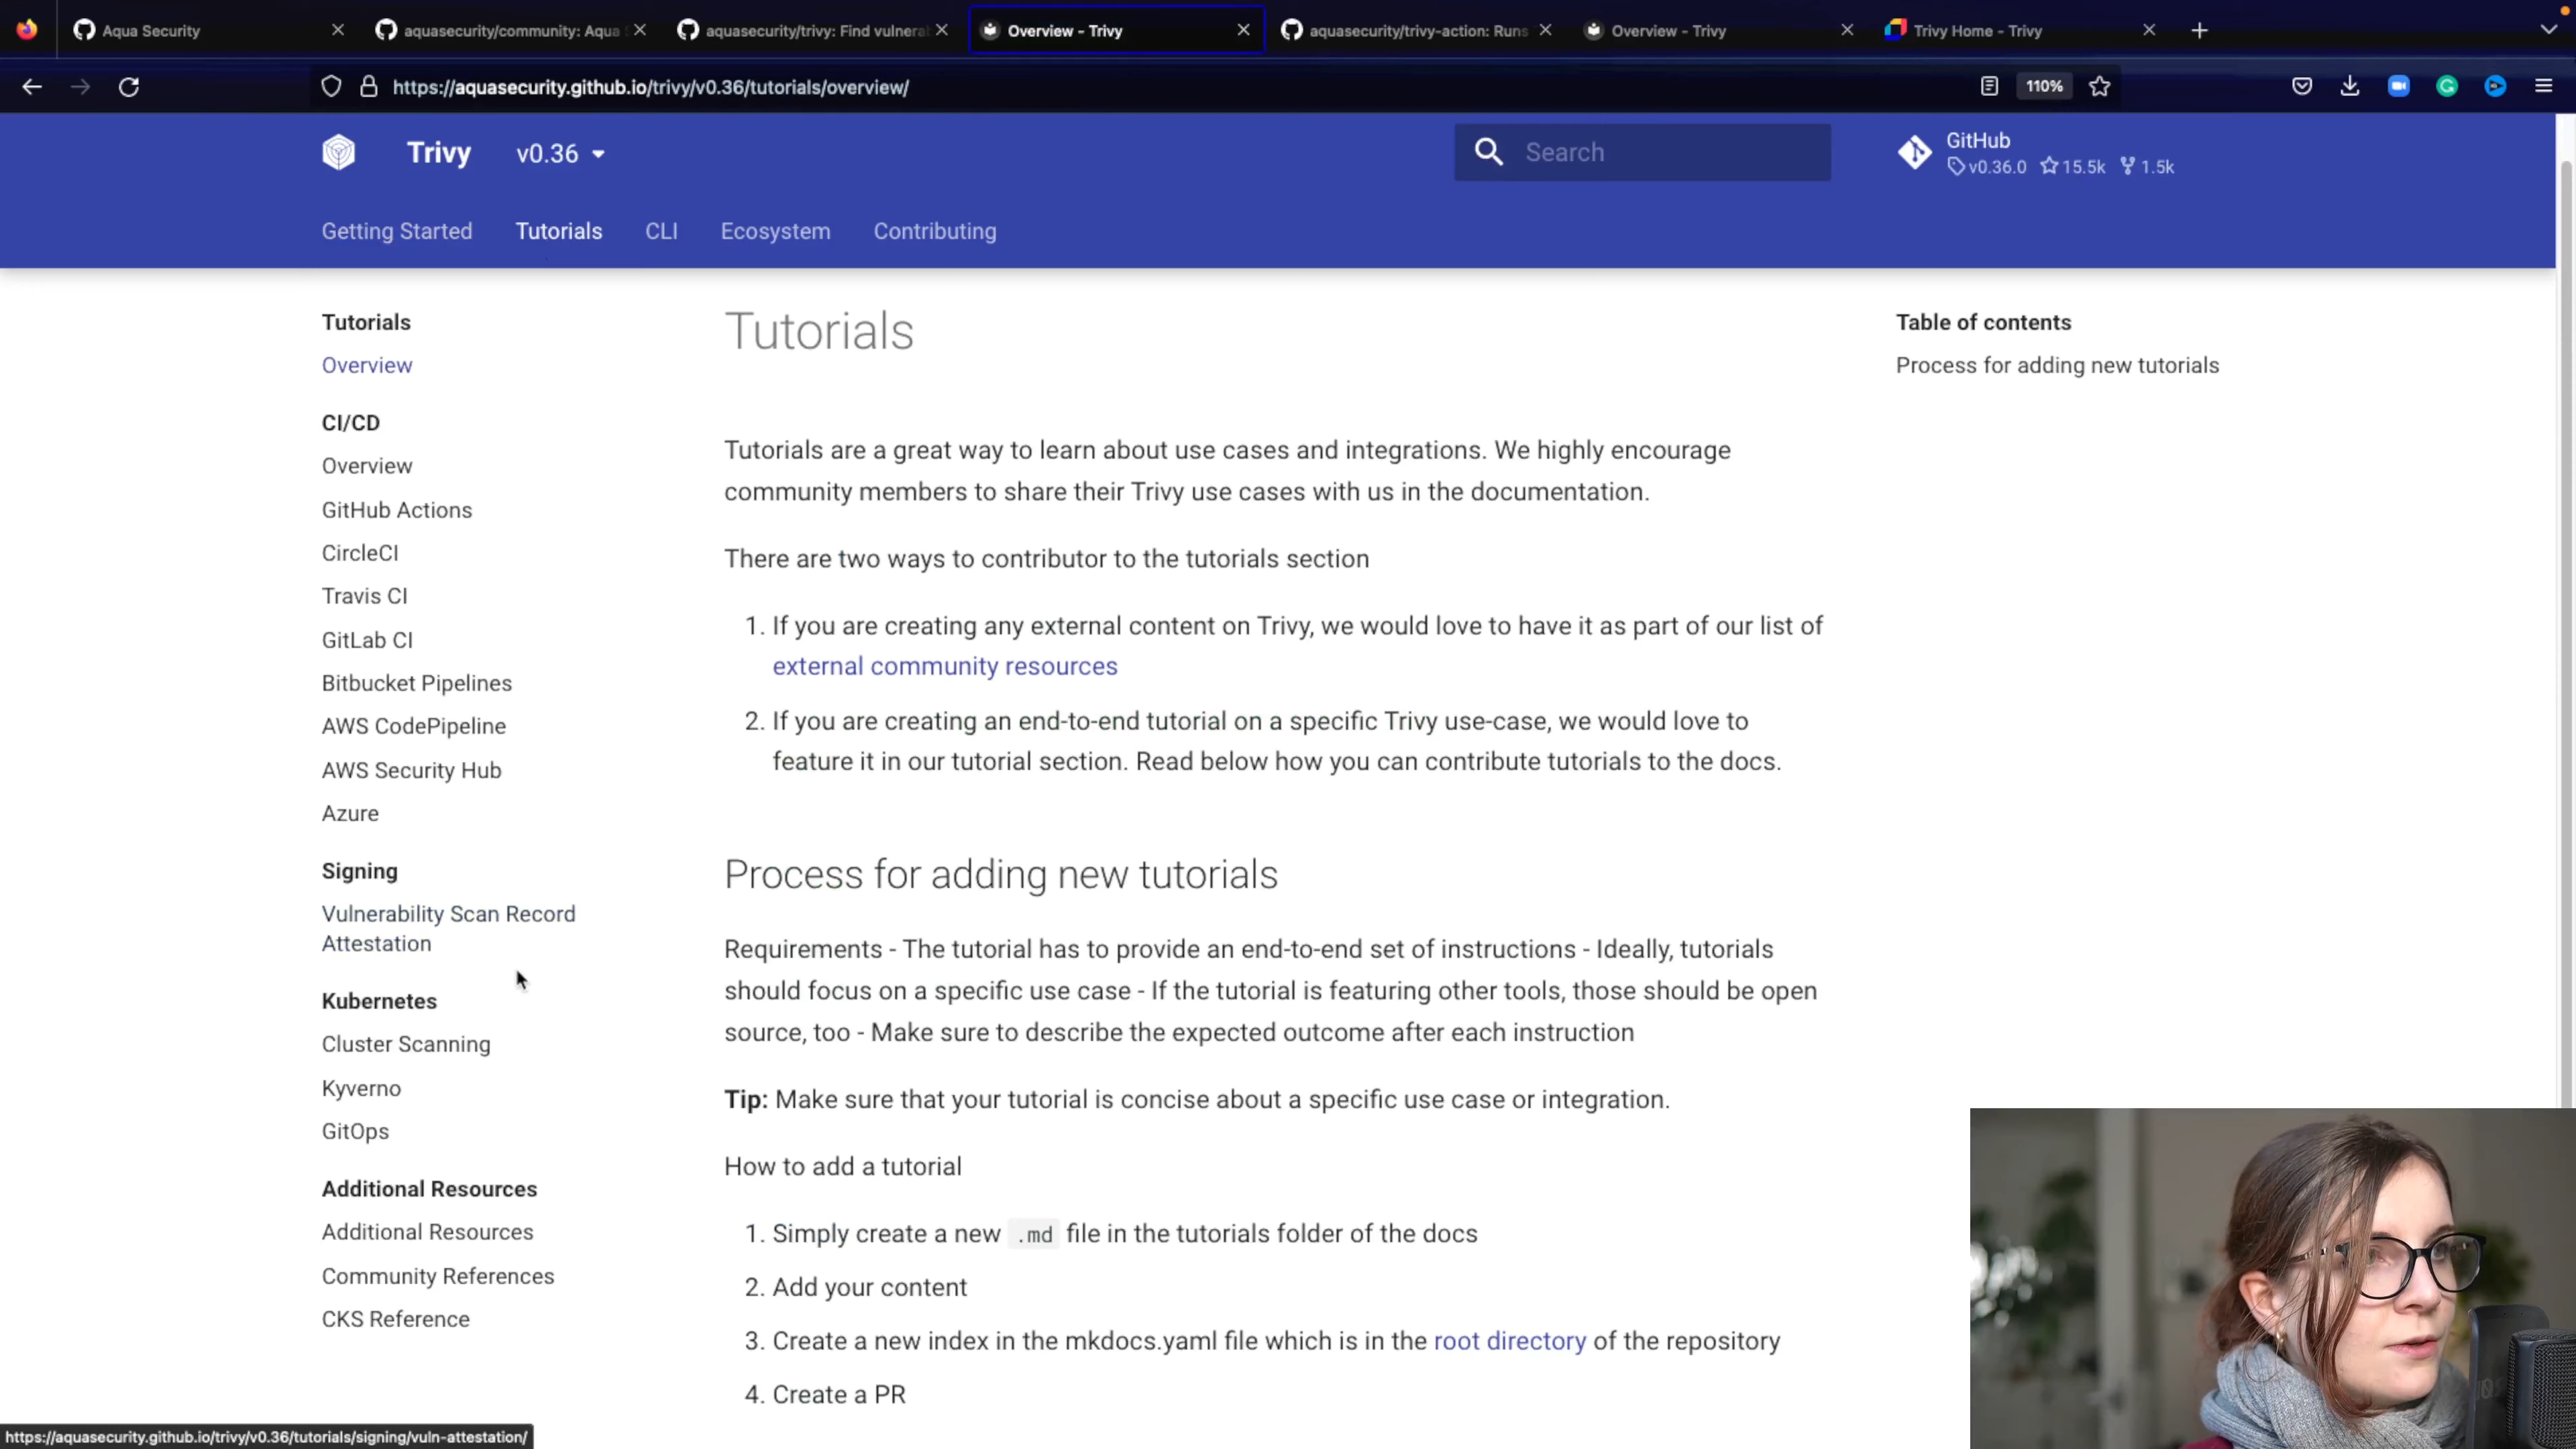 Aqua Security
aquasecurity/community: Aqua
aquasecurity/trivy: Find vulnera
Overview - Trivy
aquasecurity/trivy-action: Runs
Overview - Trivy
Trivy Home - Trivy
https://aquasecurity.github.io/trivy/v0.36/tutorials/overview/
110%
Trivy
v0.36
Search
GitHub
v0.36.0 15.5k 1.5k
Getting Started
Tutorials
CLI
Ecosystem
Contributing
Tutorials
Overview
CI/CD
Overview
GitHub Actions
CircleCI
Travis CI
GitLab CI
Bitbucket Pipelines
AWS CodePipeline
AWS Security Hub
Azure
Signing
Vulnerability Scan Record
Attestation
Kubernetes
Cluster Scanning
Kyverno
GitOps
Additional Resources
Additional Resources
Community References
CKS Reference
Tutorials
Tutorials are a great way to learn about use cases and integrations. We highly encourage
community members to share their Trivy use cases with us in the documentation.
There are two ways to contributor to the tutorials section
1. If you are creating any external content on Trivy, we would love to have it as part of our list of
external community resources
2. If you are creating an end-to-end tutorial on a specific Trivy use-case, we would love to
feature it in our tutorial section. Read below how you can contribute tutorials to the docs.
Process for adding new tutorials
Requirements - The tutorial has to provide an end-to-end set of instructions - Ideally, tutorials
should focus on a specific use case - If the tutorial is featuring other tools, those should be open
source, too - Make sure to describe the expected outcome after each instruction
Tip: Make sure that your tutorial is concise about a specific use case or integration.
How to add a tutorial
1. Simply create a new .md file in the tutorials folder of the docs
2. Add your content
3. Create a new index in the mkdocs.yaml file which is in the root directory of the repository
4. Create a PR
Table of contents
Process for adding new tutorials
https://aquasecurity.github.io/trivy/v0.36/tutorials/signing/vuln-attestation/